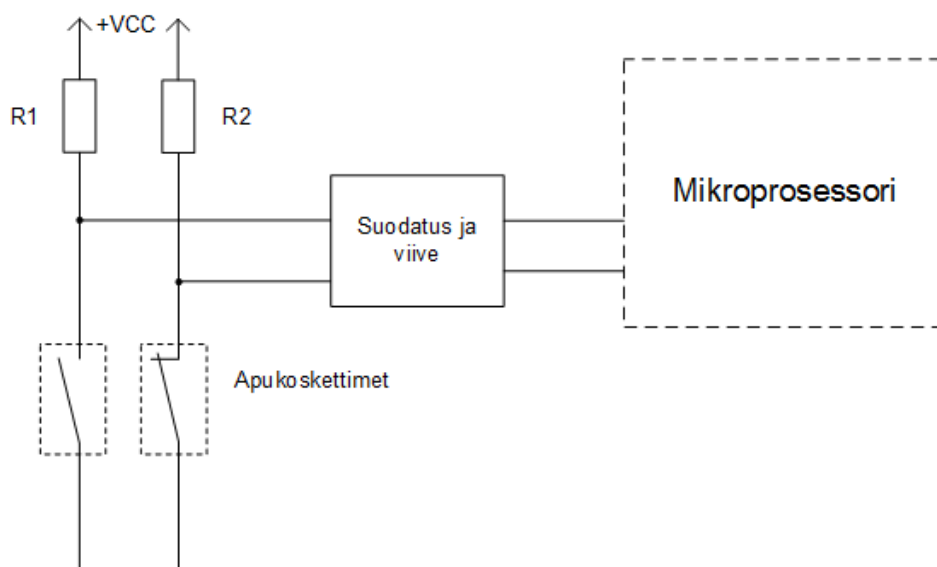 +VCC
R1
R2
Suodatus ja
viive
Mikroprosessori
Apukoskettimet